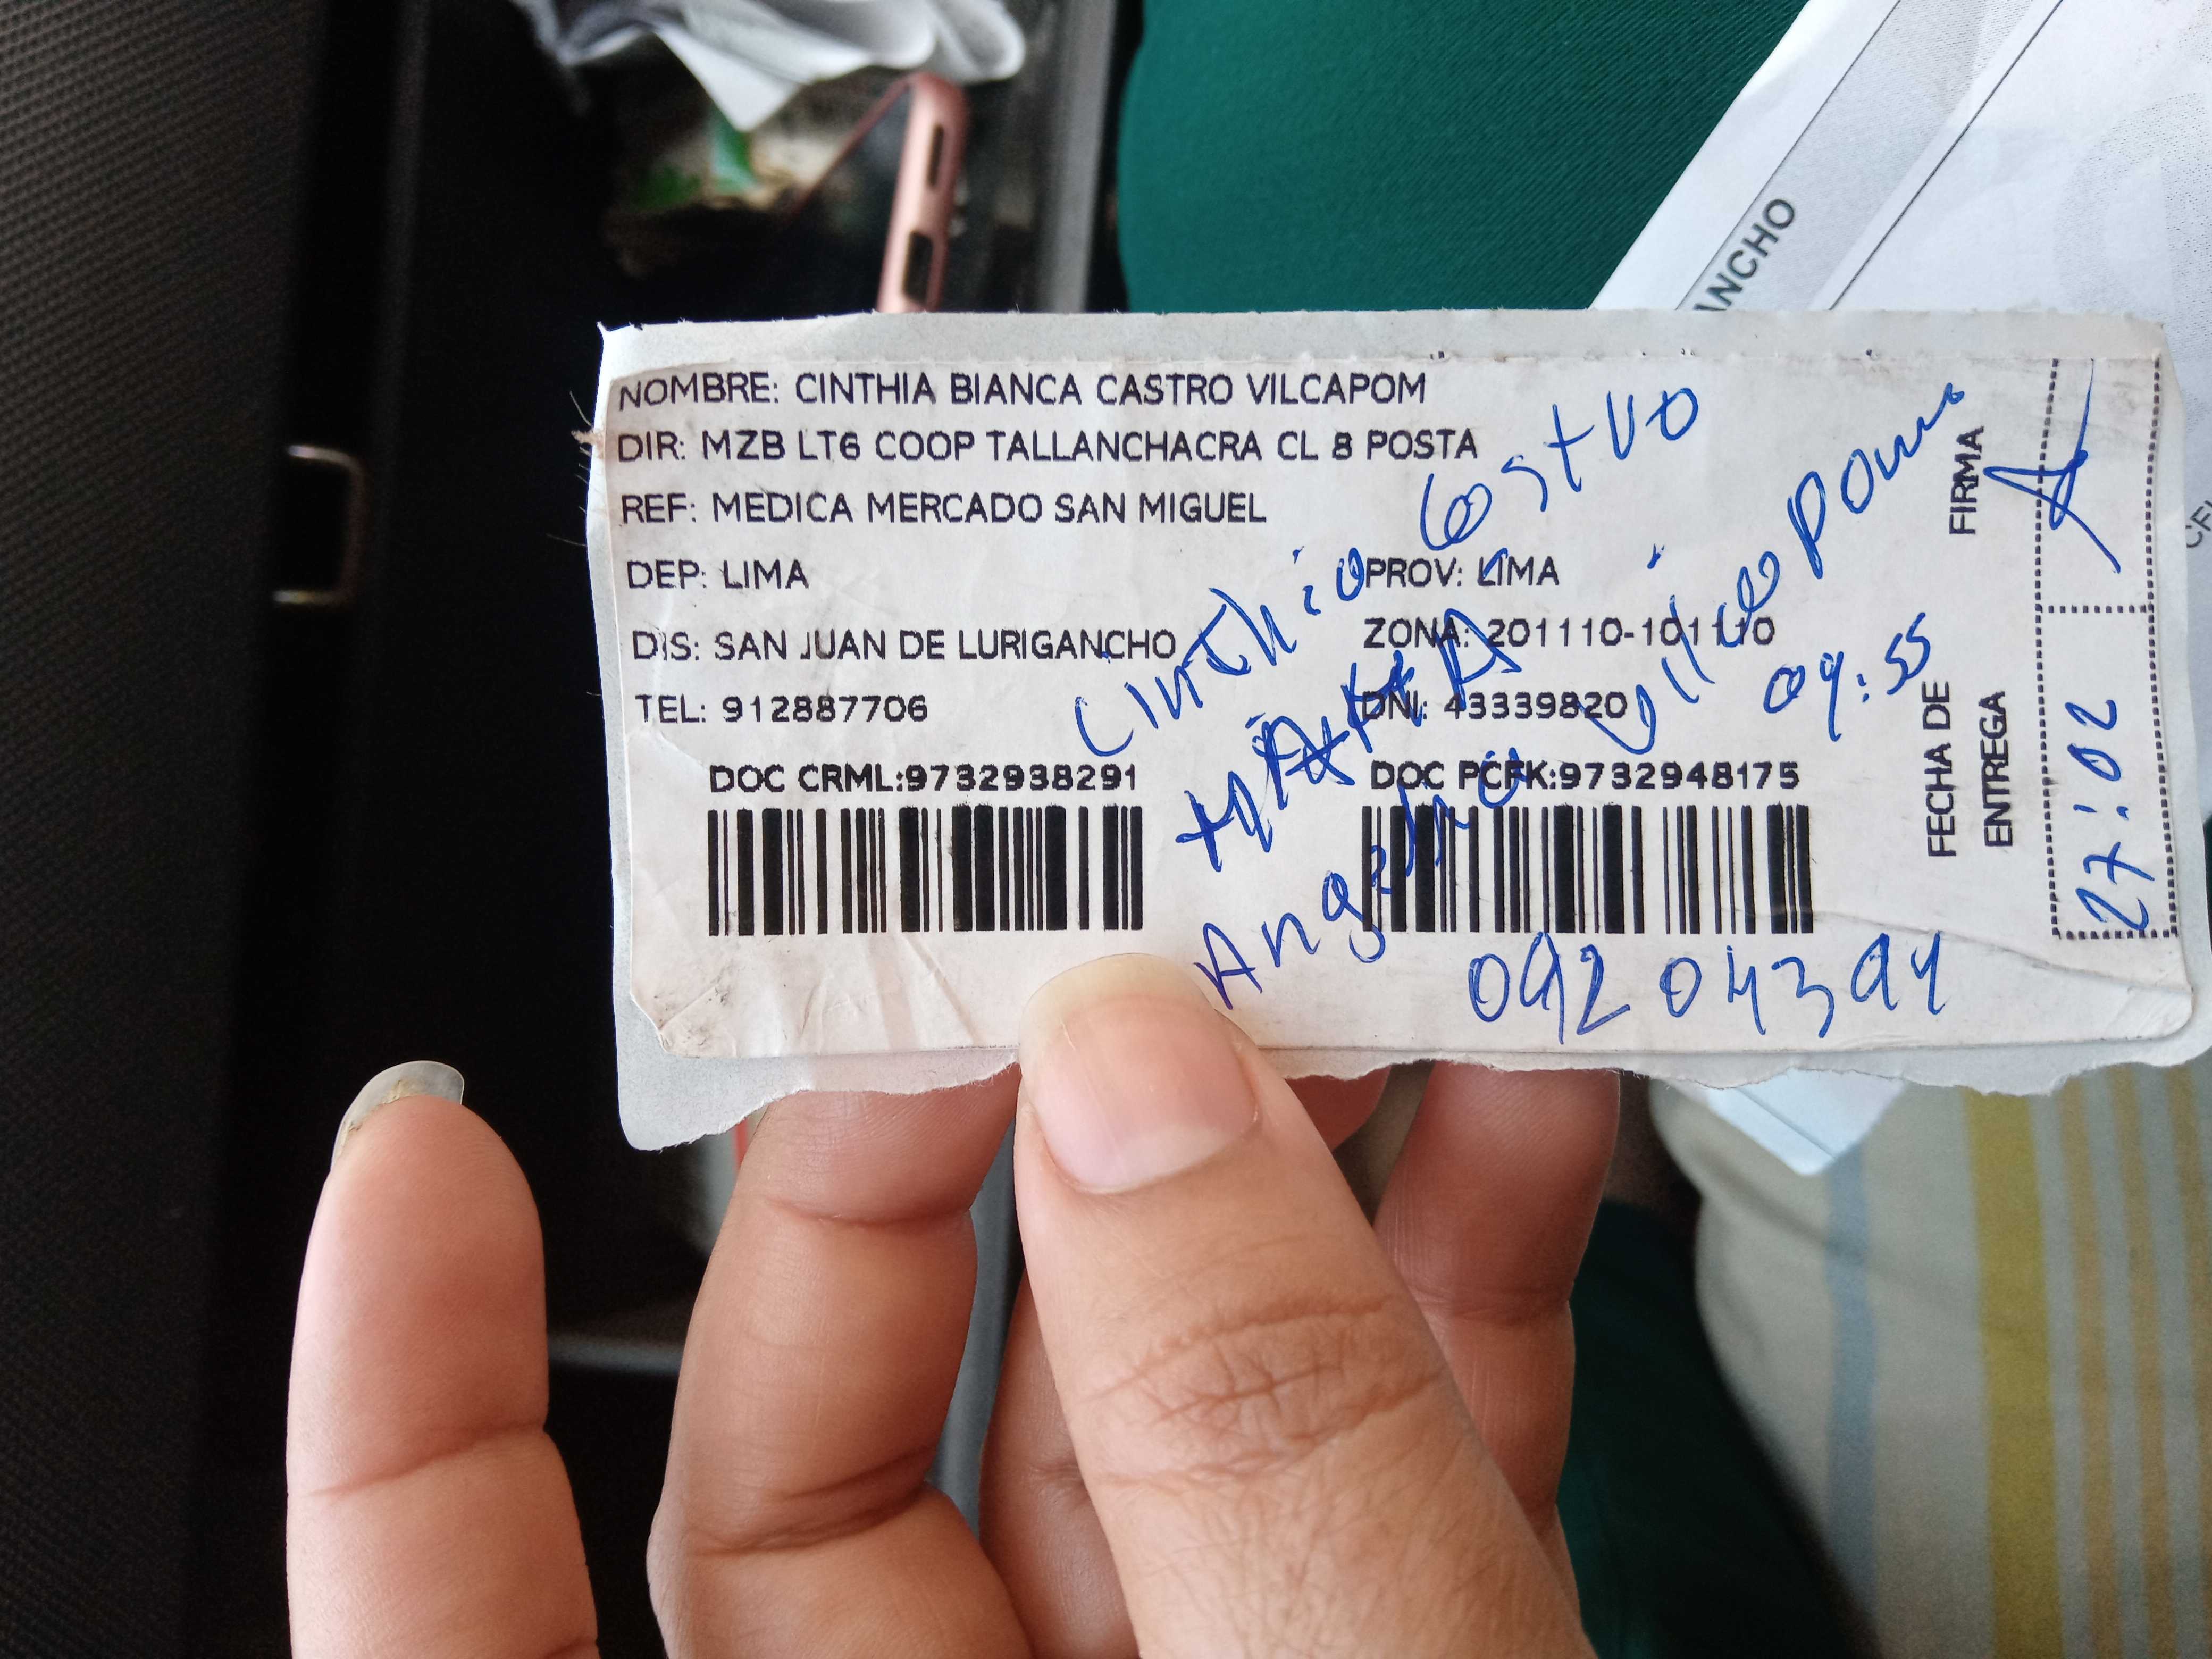 NOMBRE: CINTHIA BIANCA CASTRO VILCAPOM
DIR: MZB LT6 COOP TALLANCHACRA CL 8 POSTA
REF: MEDICA MERCADO SAN MIGUEL
DEP: LIMA
PROV: LIMA
DIS: SAN JUAN DE LURIGANCHO
ZONA: 201110-101110
TEL: 912887706
DNI: 43339820
DOC CRML:9732938291
DOC PCFK:9732948175
FIRMA
FECHA DE
ENTREGA
27:02
Cinthia Castro
Vilcapoma
09:55
ANCHO